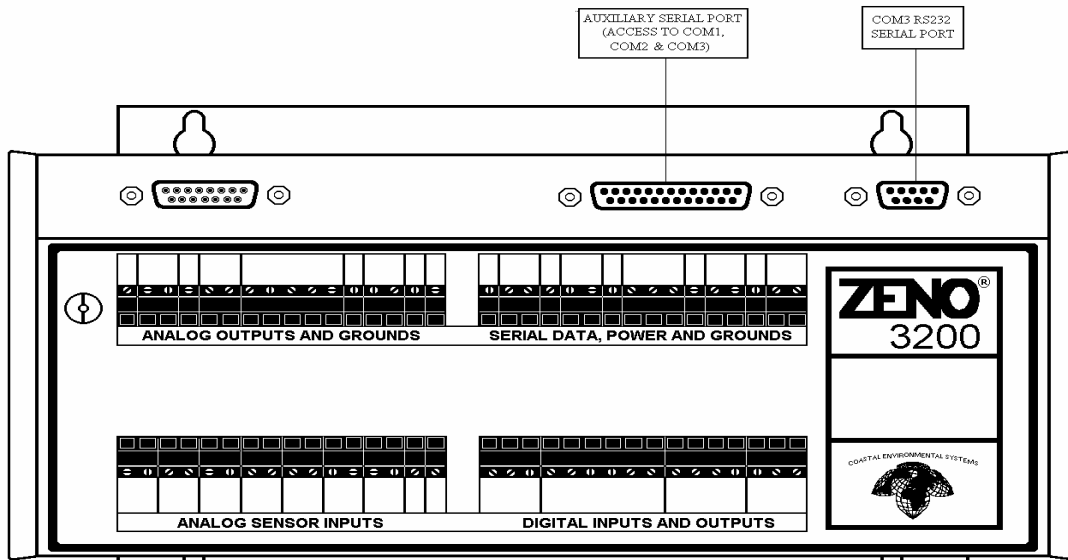 AUXILIARY SERIAL PORT
(ACCESS TO COM1,
COM2 & COM3)
COM3 RS232
SERIAL PORT
ZENO®
3200
ANALOG OUTPUTS AND GROUNDS
SERIAL DATA, POWER AND GROUNDS
COASTAL ENVIRONMENTAL SYSTEMS
ANALOG SENSOR INPUTS
DIGITAL INPUTS AND OUTPUTS